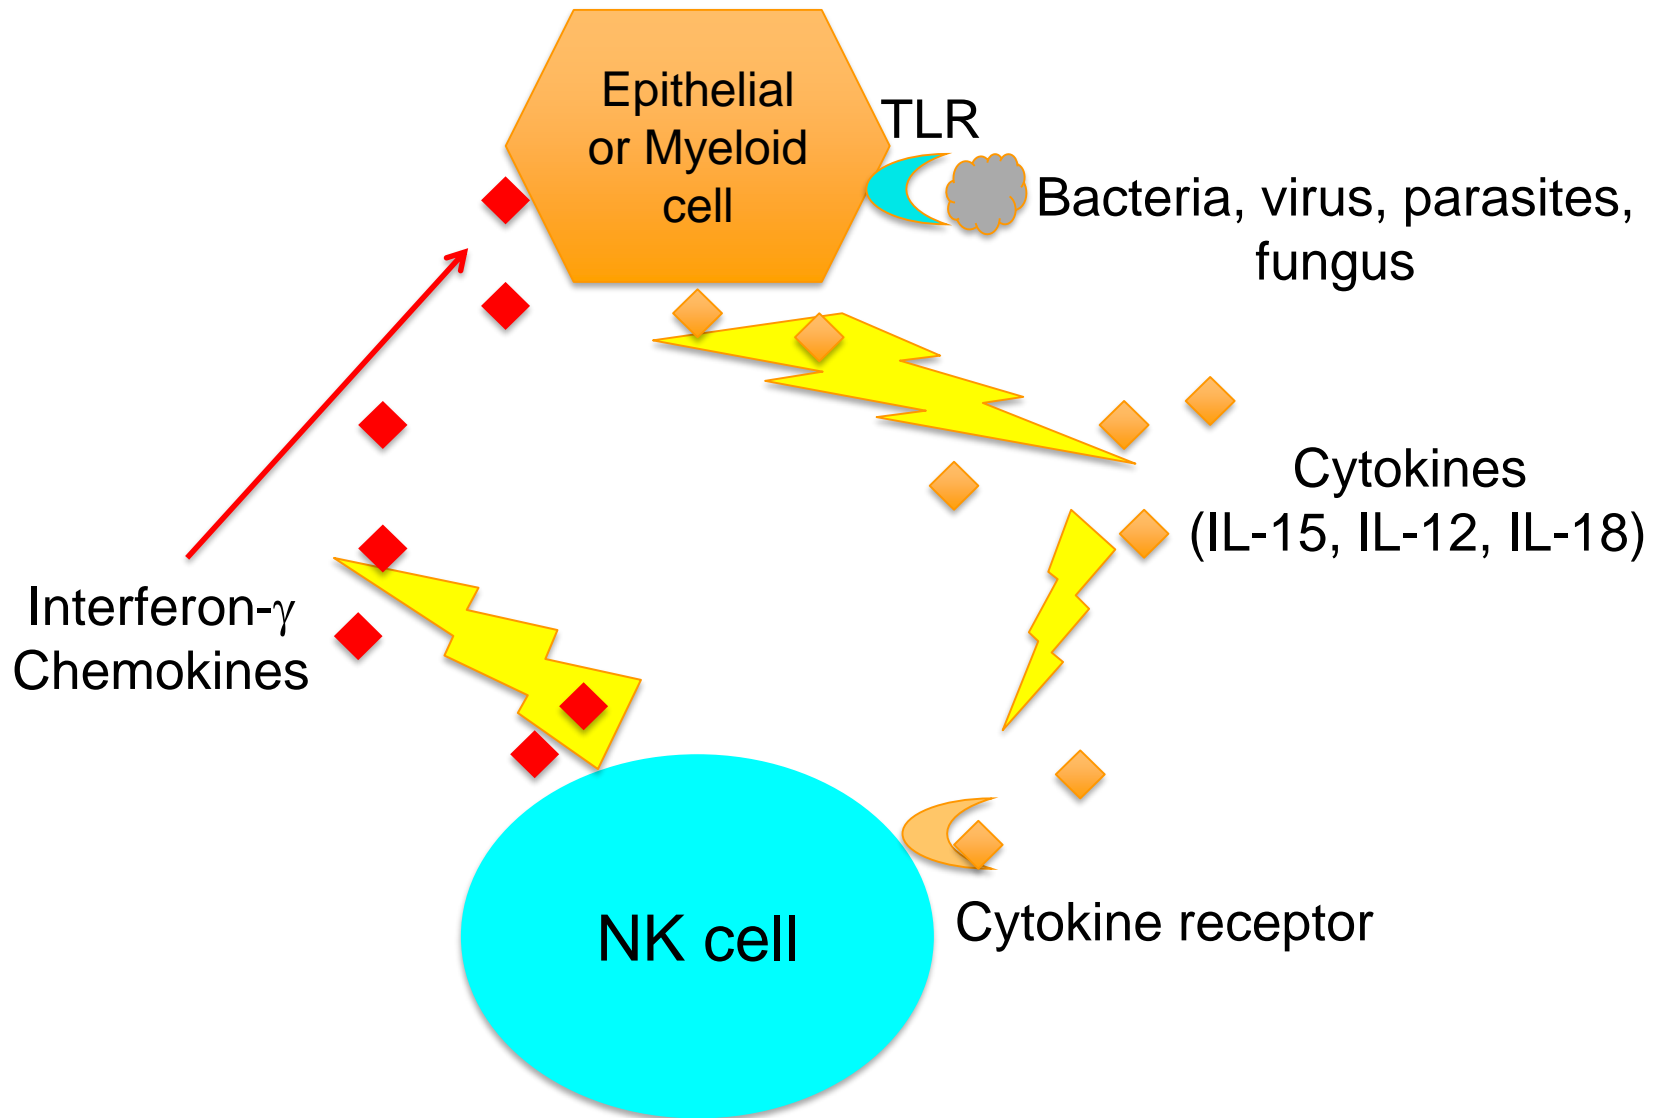 Epithelial
or Myeloid
cell
TLR
Bacteria, virus, parasites,
fungus
Cytokines
(IL-15, IL-12, IL-18)
Interferon-γ
Chemokines
NK cell
Cytokine receptor